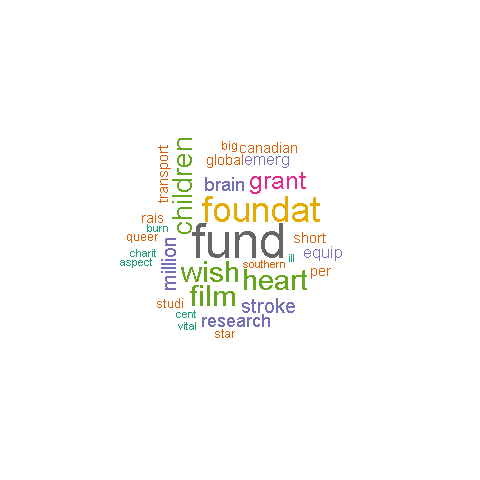 big canadian
global emerg
transport
children
brain grant
foundat
rais
burn
queer
fund
short
charit
aspect
million
equip
ill
southern
per
wish heart
film
studi
stroke
cent
research
vital
star